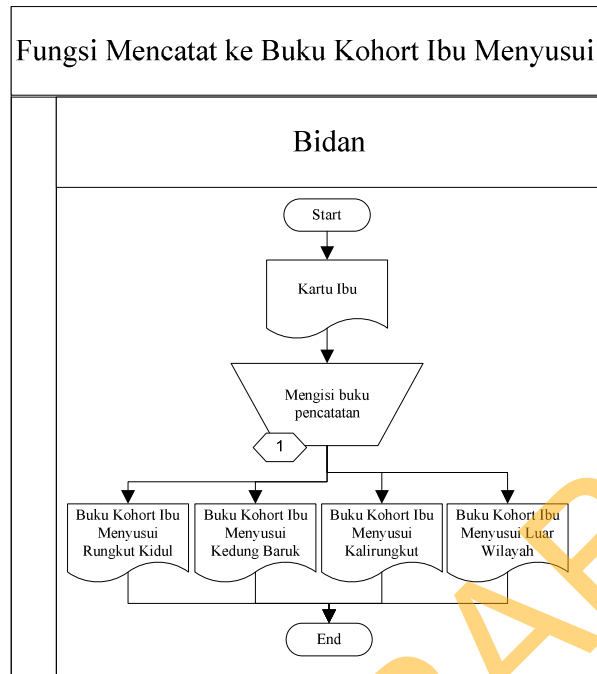 Fungsi Mencatat ke Buku Kohort Ibu Menyusui
Bidan
Start
Kartu Ibu
Mengisi buku
pencatatan
1
Buku Kohort Ibu
Menyusui
Rungkut Kidul
Buku Kohort Ibu
Menyusui
Kedung Baruk
Buku Kohort Ibu
Menyusui
Kalirungkut
Buku Kohort Ibu
Menyusui Luar
Wilayah
End